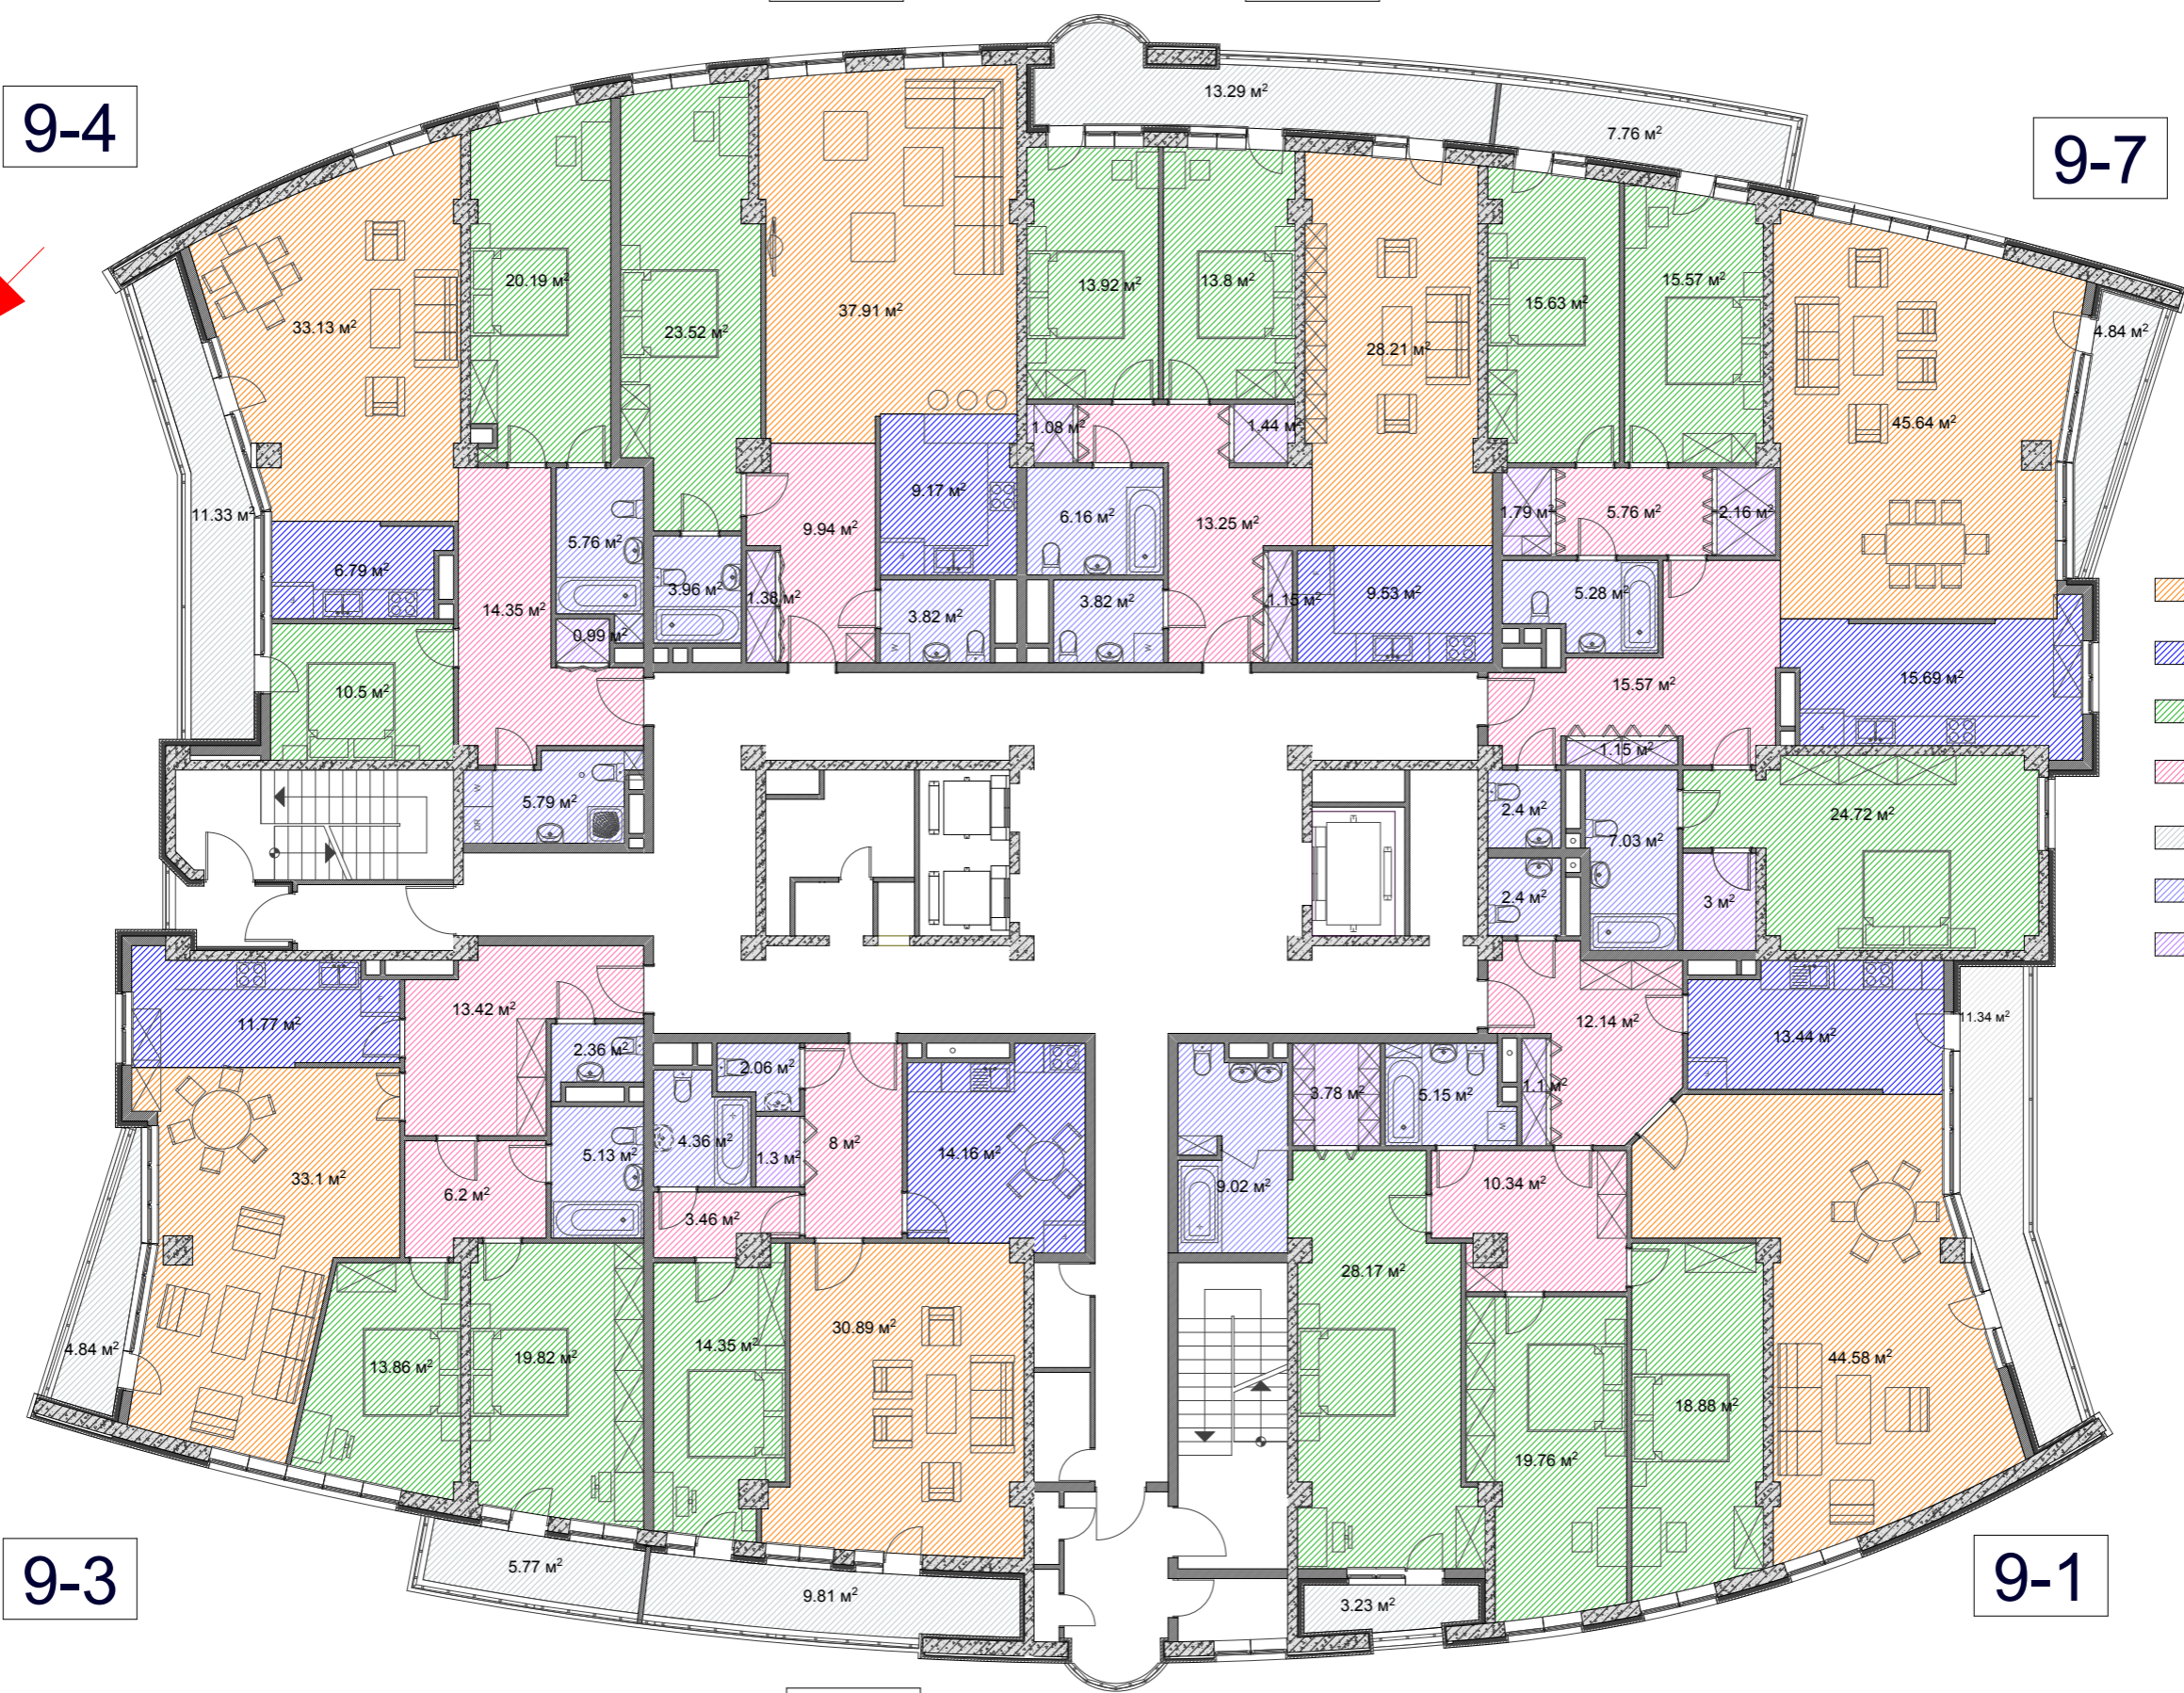 13.29 м²
9-4
7.76 м²
9-7
20.19 м²
13.92 м²
13.8 м²
15.57 м²
15.63 м²
37.91 м²
33.13 м²
23.52 м²
4.84 м²
28.21 м²
45.64 м²
1.08 м²
1.44 м²
9.17 м²
11.33 м²
6.16 м²
13.25 м²
1.79 м²
5.76 м²
2.16 м²
9.94 м²
5.76 м²
6.79 м²
3.96 м²
1.38 м²
14.35 м²
3.82 м²
3.82 м²
1.15 м²
9.53 м²
5.28 м²
0.99 м²
W
W
10.5 м²
15.57 м²
15.69 м²
1.15 м²
W
DR
5.79 м²
2.4 м²
24.72 м²
7.03 м²
2.4 м²
3 м²
F
13.42 м²
11.77 м²
12.14 м²
11.34 м²
13.44 м²
2.36 м²
2.06 м²
3.78 м²
5.15 м²
1.1 м²
W
4.36 м²
8 м²
5.13 м²
1.3 м²
14.16 м²
33.1 м²
6.2 м²
9.02 м²
10.34 м²
3.46 м²
28.17 м²
30.89 м²
4.84 м²
14.35 м²
13.86 м²
19.82 м²
44.58 м²
18.88 м²
19.76 м²
9-3
5.77 м²
9.81 м²
3.23 м²
9-1